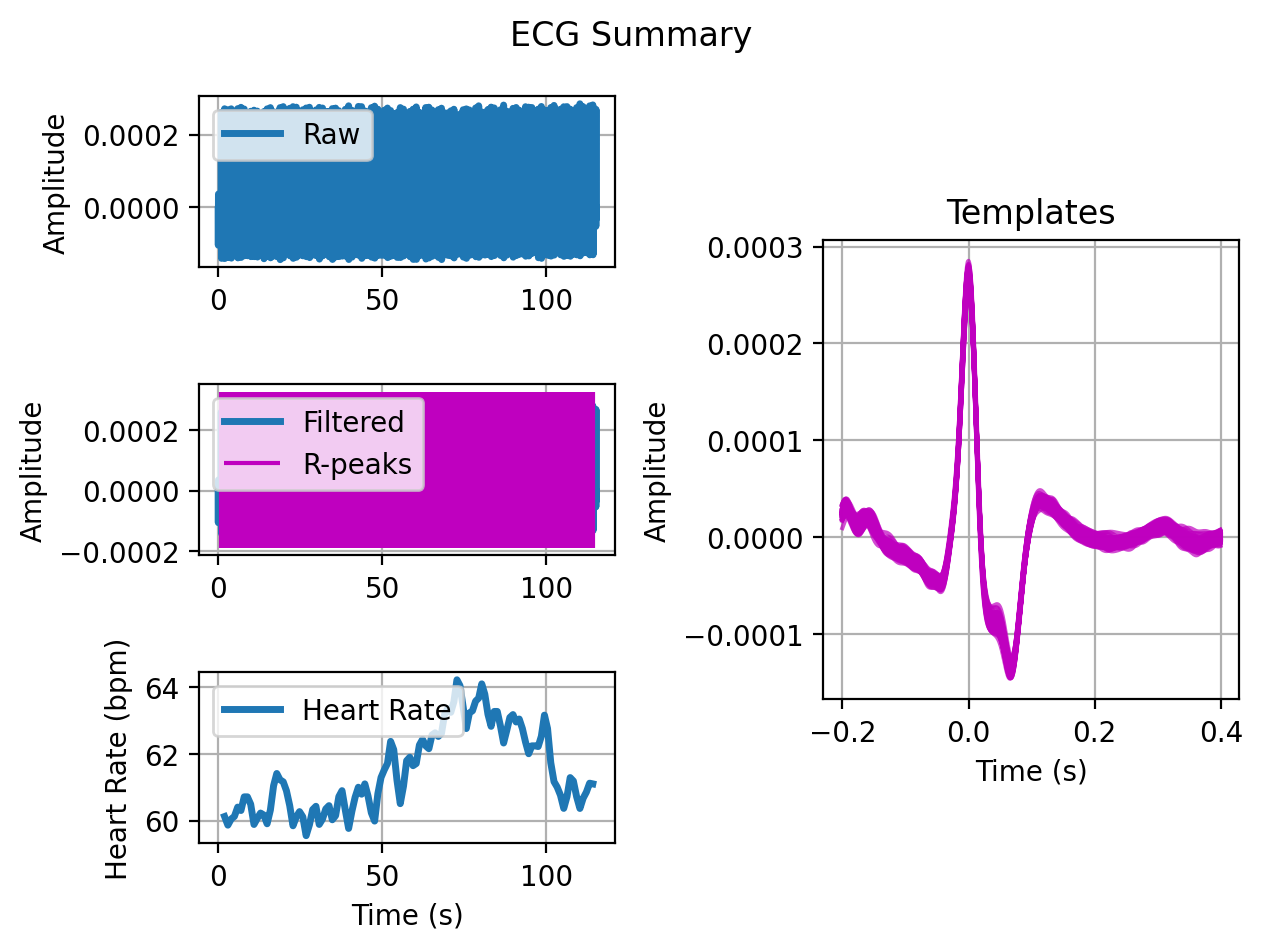 ECG Summary
Amplitude
0.0002
0.0000
Raw
0
50
100
Amplitude
0.0002
0.0000
−0.0002
Filtered
R-peaks
0
50
100
Heart Rate (bpm)
64
62
60
Heart Rate
0
50
100
Time (s)
Templates
Amplitude
0.0003
0.0002
0.0001
0.0000
−0.0001
−0.2
0.0
0.2
0.4
Time (s)